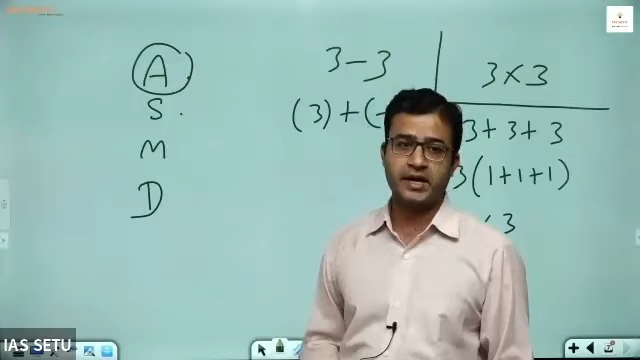 A
S.
M
D
3-3
(3)+(-
3×3
3+3+3
3(1+1+1)
3
IAS SETU